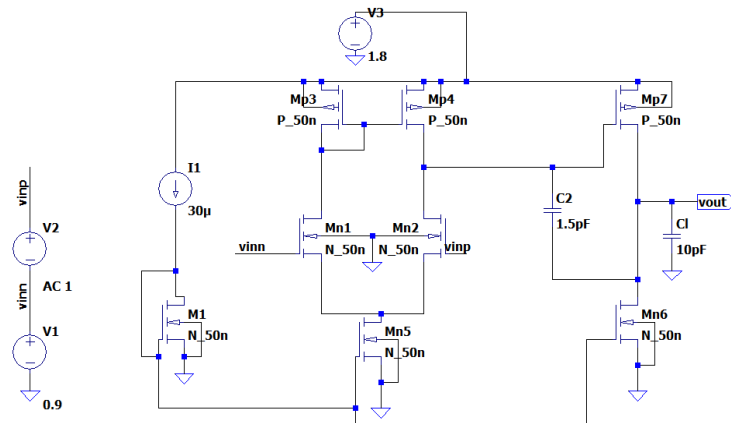 V3
1.8
Mp3
P_50n
Mp4
P_50n
Mp7
P_50n
vinp
I1
30µ
C2
1.5pF
vout
Cl
10pF
Mn1
N_50n
Mn2
N_50n
vinn
vinp
V2
AC 1
vinn
V1
0.9
M1
N_50n
Mn5
N_50n
Mn6
N_50n